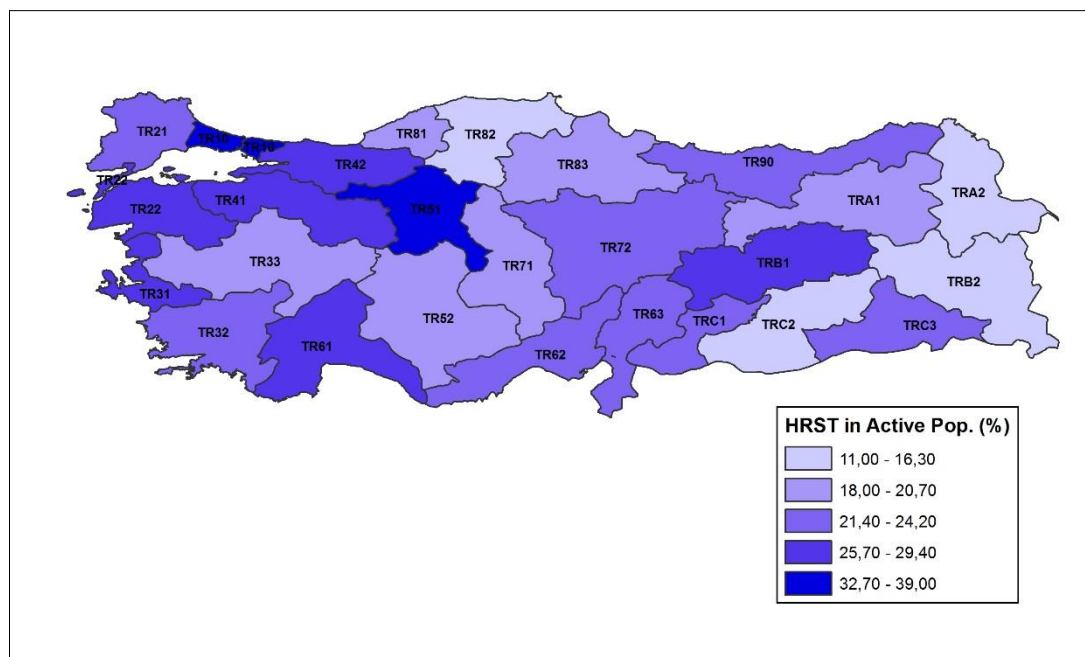 TR21
TR10
TR10
TR81
TR82
TR83
TR90
TRA2
TR42
TR22
TR22
TR41
TR51
TRA1
TR72
TR33
TR71
TRB1
TRB2
TR31
TR52
TR63
TRC1
TRC2
TRC3
TR32
TR61
TR62
HRST in Active Pop. (%)
11,00 - 16,30
18,00 - 20,70
21,40 - 24,20
25,70 - 29,40
32,70 - 39,00